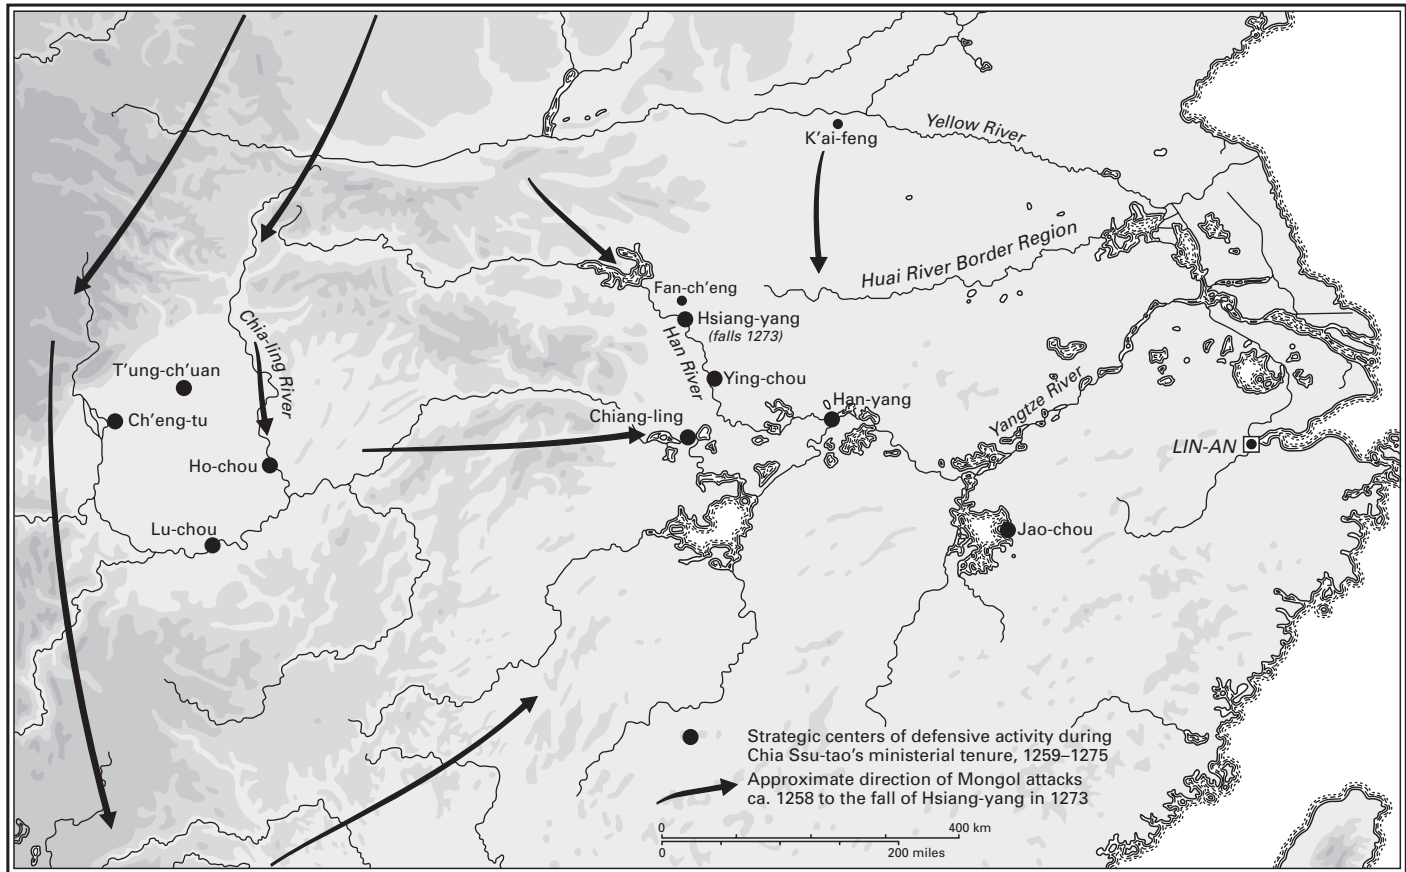 Yellow River
K'ai-feng
Huai River Border Region
Fan-ch'eng
Hsiang-yang
(falls 1273)
Chia-ling River
Han River
T'ung-ch'uan
Ying-chou
Yangtze River
Ch'eng-tu
Chiang-ling
Han-yang
LIN-AN
Ho-chou
Lu-chou
Jao-chou
Strategic centers of defensive activity during
Chia Ssu-tao's ministerial tenure, 1259–1275
Approximate direction of Mongol attacks
ca. 1258 to the fall of Hsiang-yang in 1273
0 400 km
0 200 miles